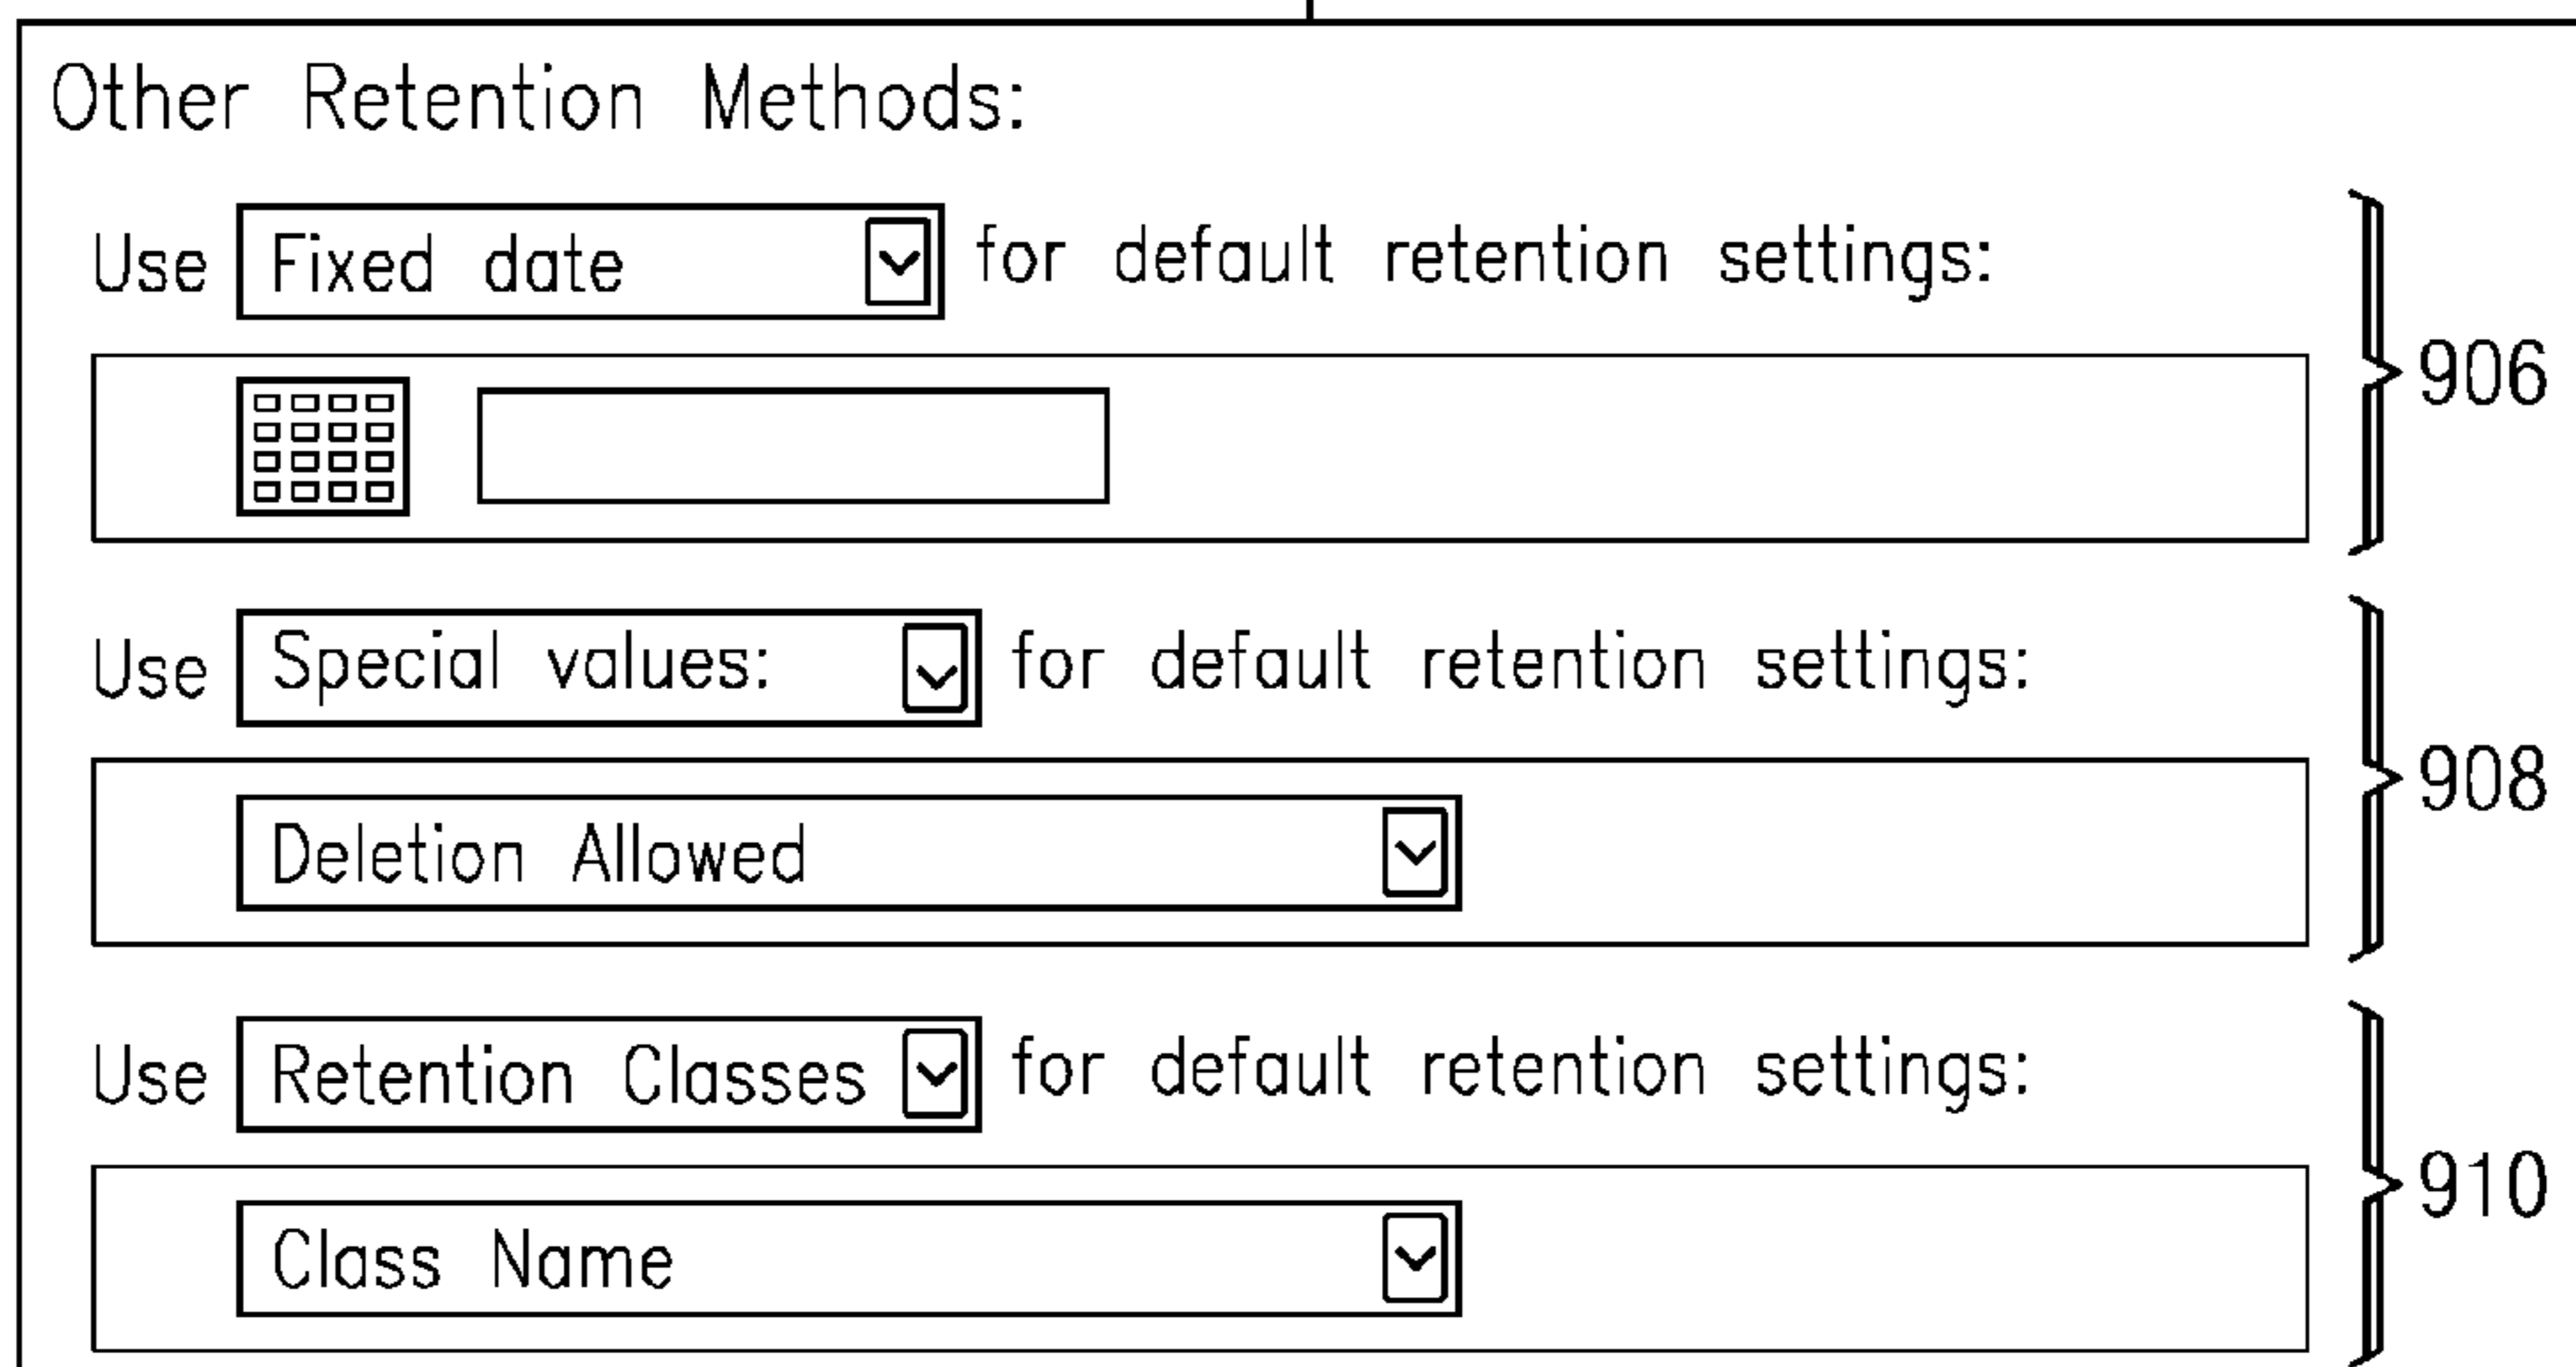 Other Retention Methods:
Use Fixed date for default retention settings:
906
Use Special values: for default retention settings:
908
Deletion Allowed
Use Retention Classes for default retention settings:
910
Class Name